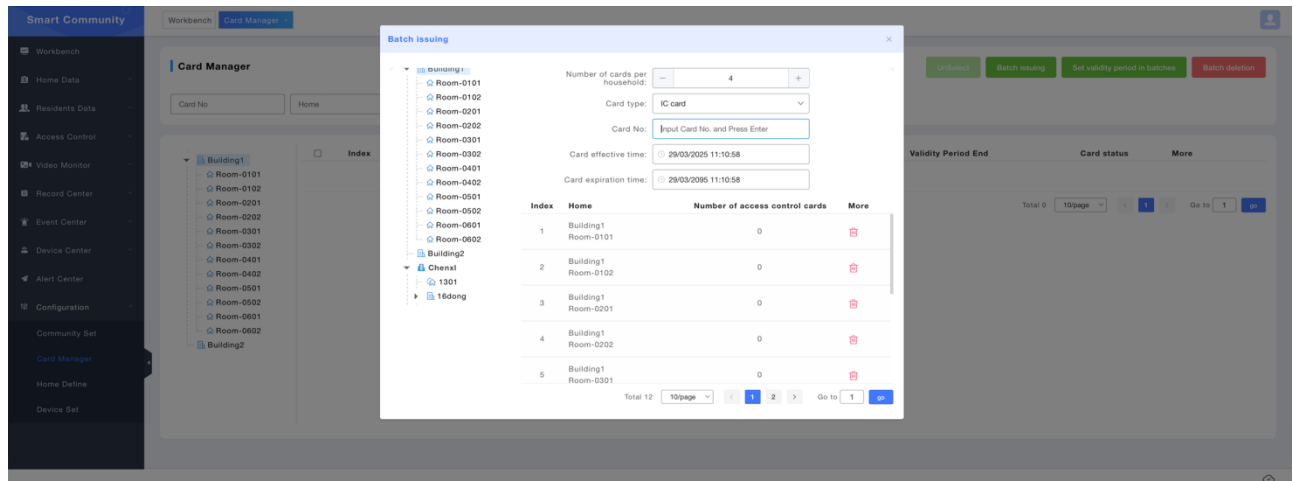 Smart Community
Workbench
Card Manager
Workbench
Home Data
Residents Data
Access Control
Video Monitor
Record Center
Event Center
Device Center
Alert Center
Configuration
Community Set
Card Manager
Home Define
Device Set
Card Manager
Unselect
Batch issuing
Set validity period in batches
Batch deletion
Card No
Home
Building1
Room-0101
Room-0102
Room-0201
Room-0202
Room-0301
Room-0302
Room-0401
Room-0402
Room-0501
Room-0502
Room-0601
Room-0602
Building2
Index
Validity Period End
Card status
More
Total 0
10/page
1
Go to
1
go
Batch issuing
Building1
Room-0101
Room-0102
Room-0201
Room-0202
Room-0301
Room-0302
Room-0401
Room-0402
Room-0501
Room-0502
Room-0601
Room-0602
Building2
Chenxl
1301
16dong
Number of cards per
household:
4
Card type:
IC card
Card No:
Input Card No. and Press Enter
Card effective time:
29/03/2025 11:10:58
Card expiration time:
29/03/2095 11:10:58
Index Home Number of access control cards More
1 Building1 0
Room-0101
2 Building1 0
Room-0102
3 Building1 0
Room-0201
4 Building1 0
Room-0202
5 Building1 0
Room-0301
Total 12 10/page 1 2 Go to 1 go